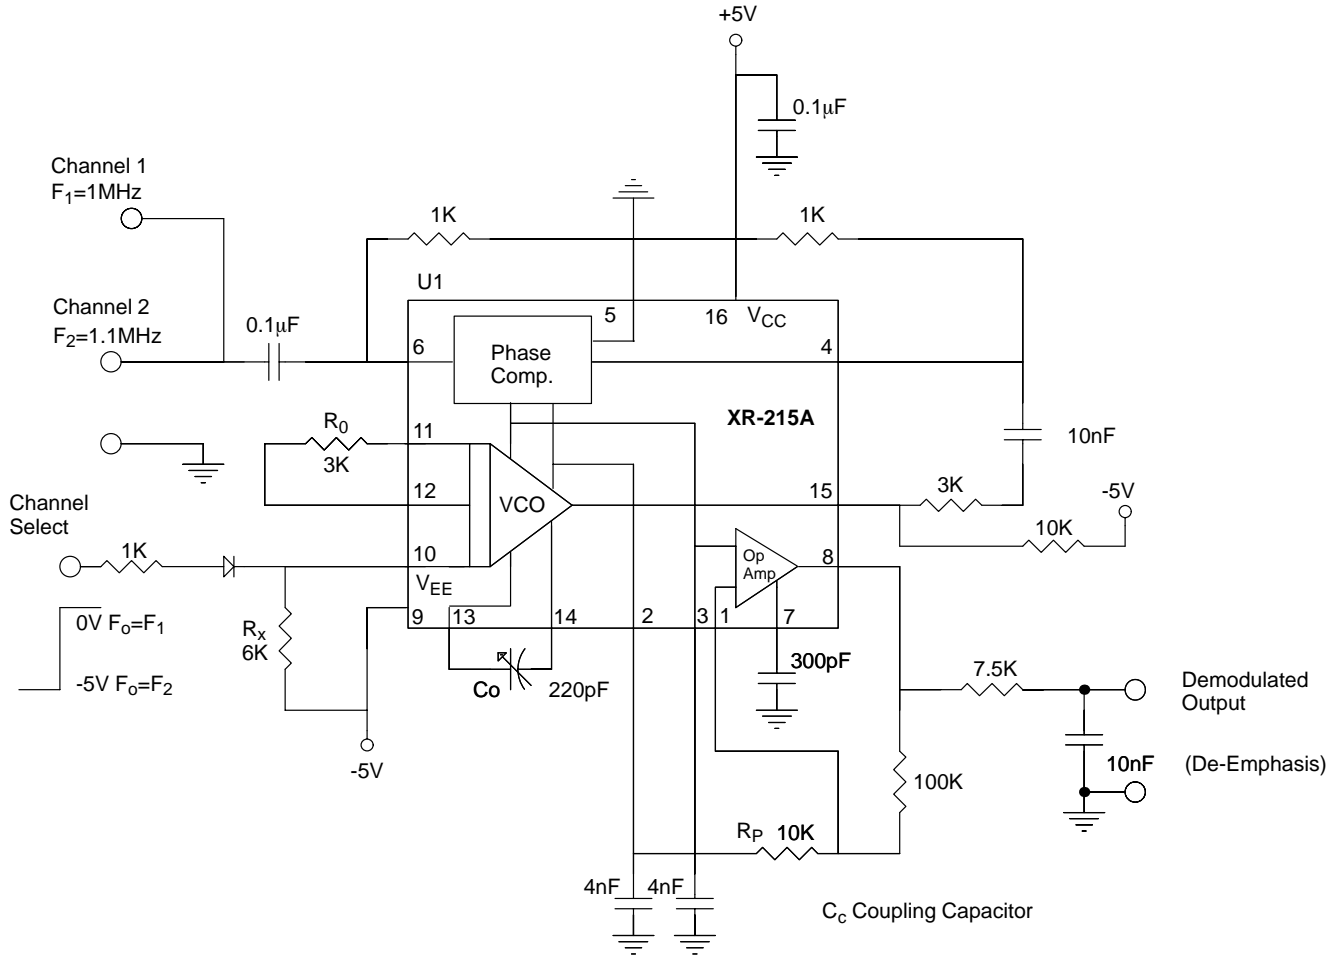 +5V
0.1µF
Channel 1
F1=1MHz
1K
1K
U1
Channel 2
F2=1.1MHz
0.1µF
5
16
VCC
6
4
Phase
Comp.
XR-215A
R0
3K
11
10nF
12
VCO
15
3K
-5V
Channel
Select
10K
1K
10
VEE
Op
Amp
8
0V Fo=F1
-5V Fo=F2
Rx
6K
9
13
14
2
3
1
7
Co
220pF
300pF
7.5K
Demodulated
Output
-5V
10nF
(De-Emphasis)
100K
RP 10K
4nF
4nF
Cc Coupling Capacitor